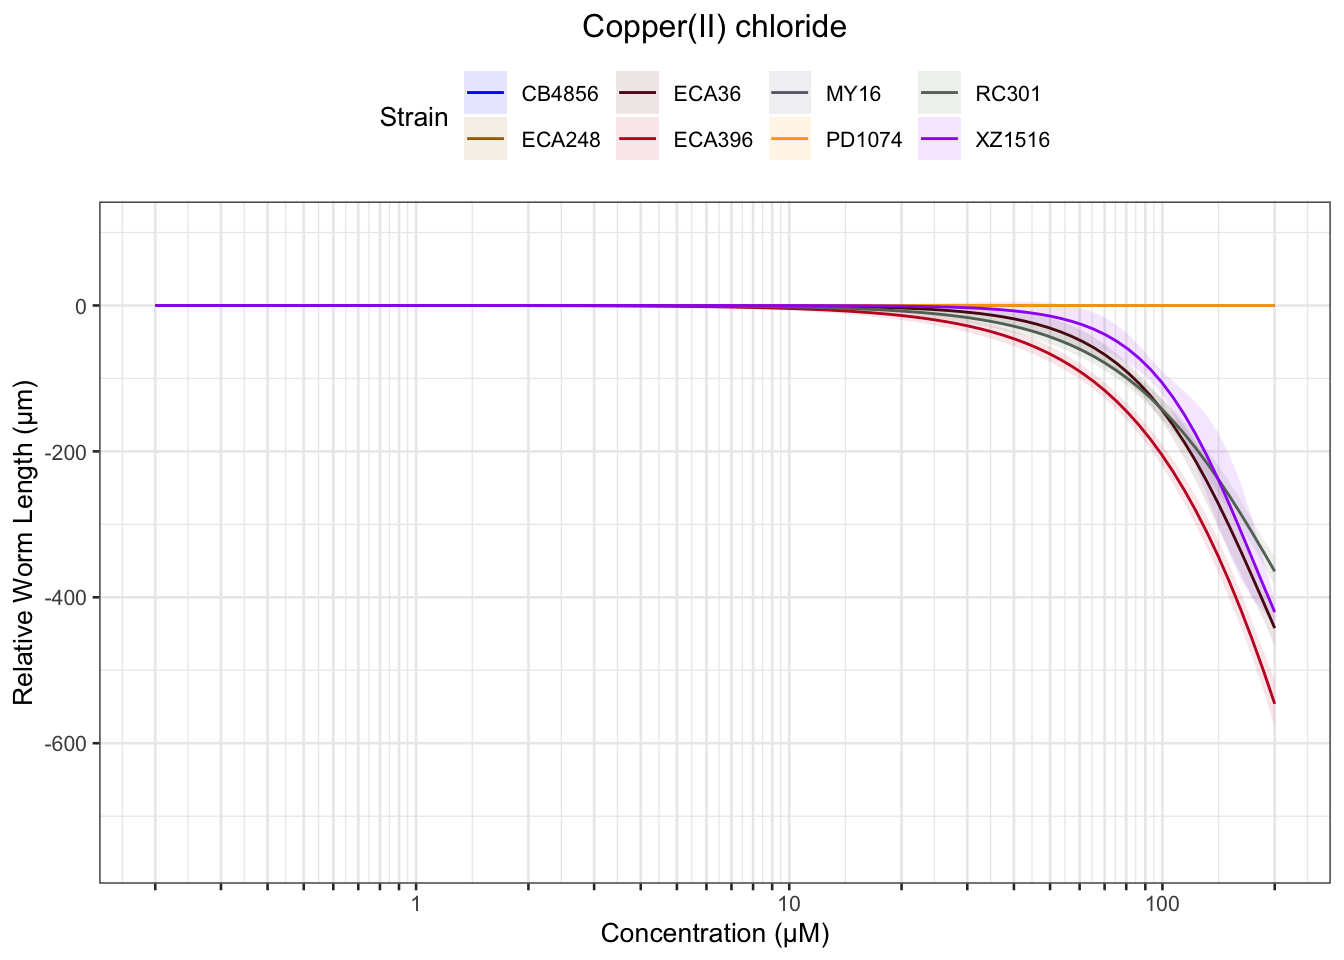 Copper(II) chloride
Strain
CB4856 ECA36 MY16 RC301
ECA248 ECA396 PD1074 XZ1516
0
-200
-400
-600
Relative Worm Length (µm)
1 10 100
Concentration (µM)